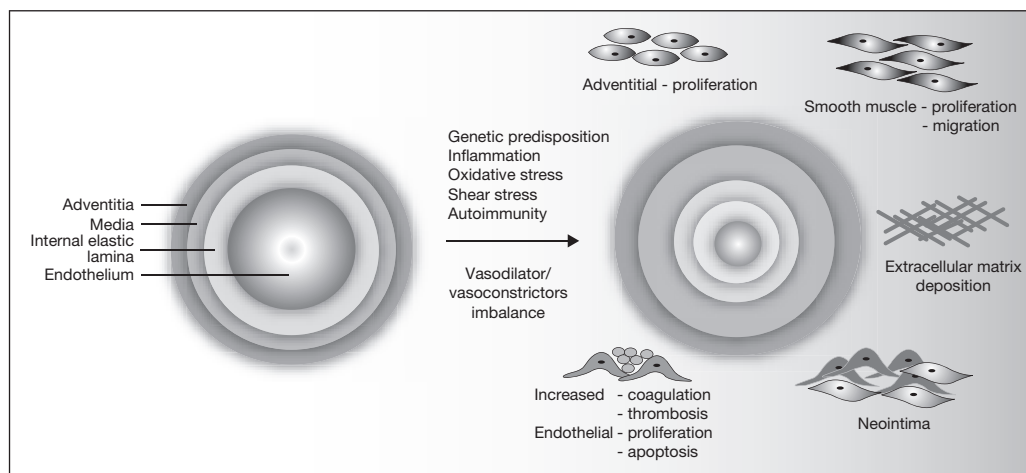 Adventitial - proliferation
Smooth muscle - proliferation
- migration
Genetic predisposition
Inflammation
Oxidative stress
Shear stress
Autoimmunity
Adventitia
Media
Internal elastic
lamina
Endothelium
Vasodilator/
vasoconstrictors
imbalance
Extracellular matrix
deposition
Increased - coagulation
- thrombosis
Endothelial - proliferation
- apoptosis
Neointima